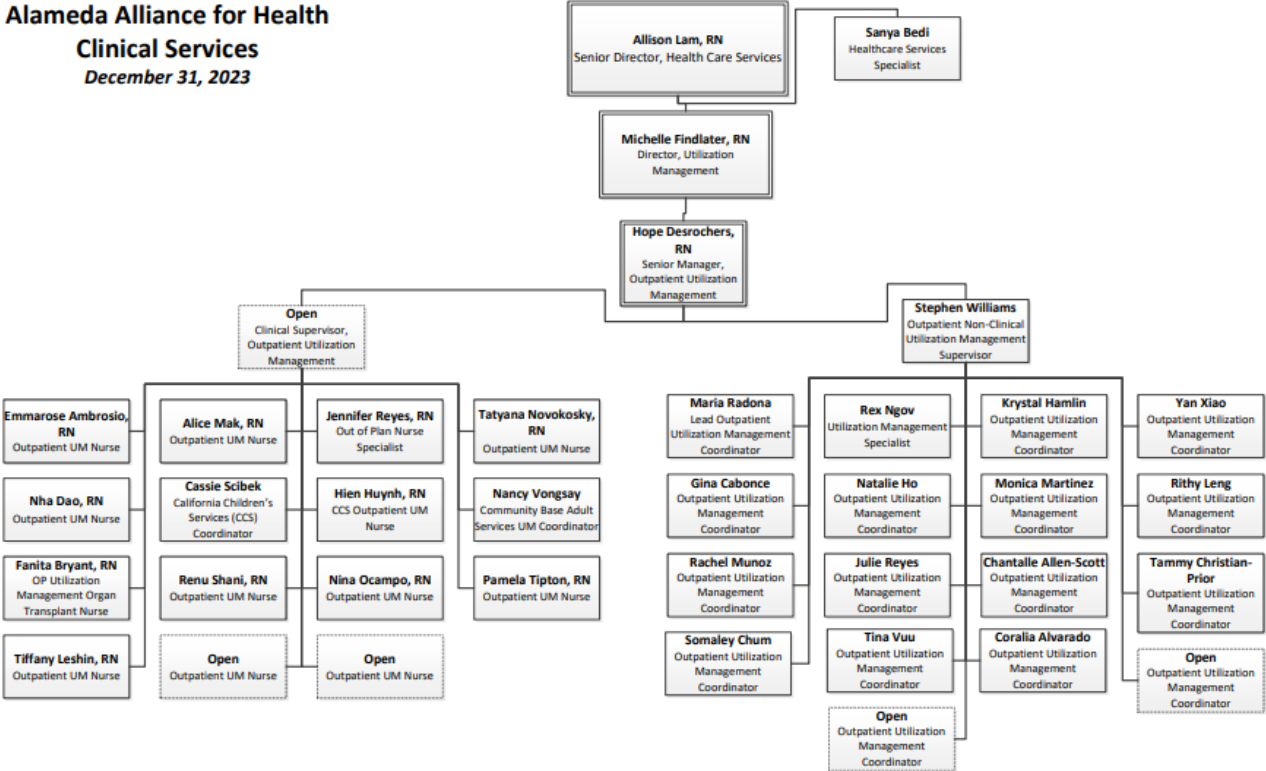 Alameda Alliance for Health
Clinical Services
December 31, 2023
Allison Lam, RN
Senior Director, Health Care Services
Sanya Bedi
Healthcare Services
Specialist
Michelle Findlater, RN
Director, Utilization
Management
Hope Desrochers,
RN
Senior Manager,
Outpatient Utilization
Management
Open
Clinical Supervisor,
Outpatient Utilization
Management
Stephen Williams
Outpatient Non-Clinical
Utilization Management
Supervisor
Emmarose Ambrosio,
RN
Outpatient UM Nurse
Alice Mak, RN
Outpatient UM Nurse
Jennifer Reyes, RN
Out of Plan Nurse
Specialist
Tatyana Novokosky,
RN
Outpatient UM Nurse
Nha Dao, RN
Outpatient UM Nurse
Cassie Scibek
California Children's
Services (CCS)
Coordinator
Hien Huynh, RN
CCS Outpatient UM
Nurse
Nancy Vongsay
Community Base Adult
Services UM Coordinator
Fanita Bryant, RN
OP Utilization
Management Organ
Transplant Nurse
Renu Shani, RN
Outpatient UM Nurse
Nina Ocampo, RN
Outpatient UM Nurse
Pamela Tipton, RN
Outpatient UM Nurse
Tiffany Leshin, RN
Outpatient UM Nurse
Open
Outpatient UM Nurse
Open
Outpatient UM Nurse
Maria Radona
Lead Outpatient
Utilization Management
Coordinator
Rex Ngov
Utilization Management
Specialist
Krystal Hamlin
Outpatient Utilization
Management
Coordinator
Yan Xiao
Outpatient Utilization
Management
Coordinator
Gina Cabonce
Outpatient Utilization
Management
Coordinator
Natalie Ho
Outpatient Utilization
Management
Coordinator
Monica Martinez
Outpatient Utilization
Management
Coordinator
Rithy Leng
Outpatient Utilization
Management
Coordinator
Rachel Munoz
Outpatient Utilization
Management
Coordinator
Julie Reyes
Outpatient Utilization
Management
Coordinator
Chantalle Allen-Scott
Outpatient Utilization
Management
Coordinator
Tammy Christian-
Prior
Outpatient Utilization
Management
Coordinator
Somaley Chum
Outpatient Utilization
Management
Coordinator
Tina Vuu
Outpatient Utilization
Management
Coordinator
Coralia Alvarado
Outpatient Utilization
Management
Coordinator
Open
Outpatient Utilization
Management
Coordinator
Open
Outpatient Utilization
Management
Coordinator